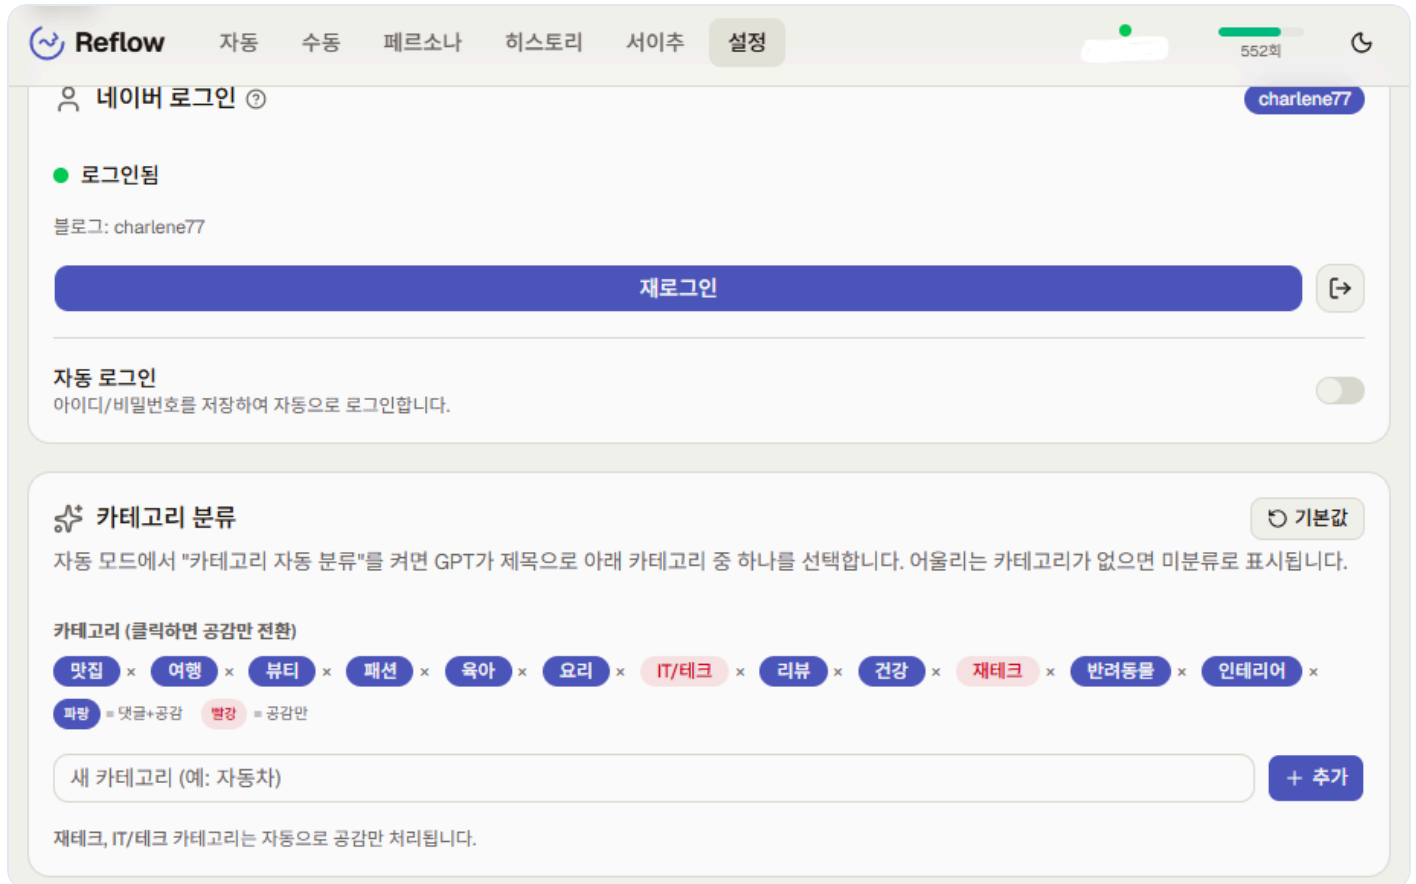 Reflow 자동 수동 페르소나 히스토리 서이추 설정 552회
네이버 로그인 charlene77
로그인됨
블로그: charlene77
재로그인
자동 로그인
아이디/비밀번호를 저장하여 자동으로 로그인합니다.
카테고리 분류 기본값
자동 모드에서 "카테고리 자동 분류"를 켜면 GPT가 제목으로 아래 카테고리 중 하나를 선택합니다. 어울리는 카테고리가 없으면 미분류로 표시됩니다.
카테고리 (클릭하면 공감만 전환)
맛집 × 여행 × 뷰티 × 패션 × 육아 × 요리 × IT/테크 × 리뷰 × 건강 × 재테크 × 반려동물 × 인테리어 ×
파랑 = 댓글+공감 빨강 = 공감만
새 카테고리 (예: 자동차) + 추가
재테크, IT/테크 카테고리는 자동으로 공감만 처리됩니다.